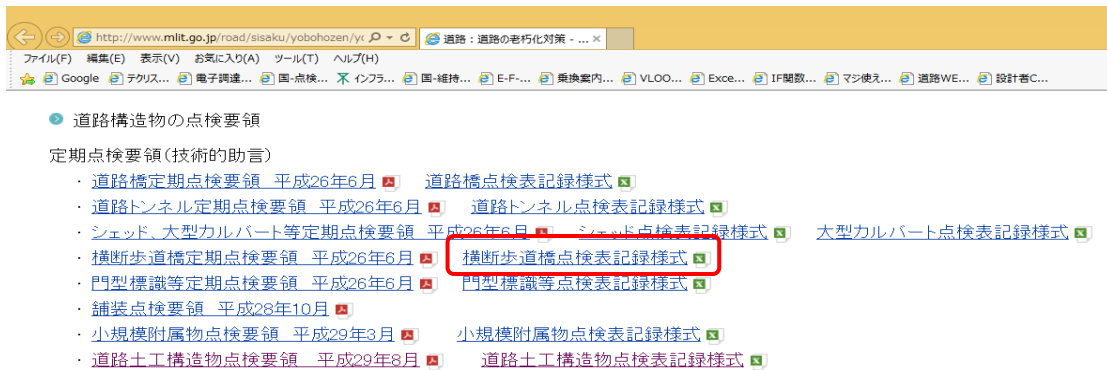 http://www.mlit.go.jp/road/sisaku/yobohozen/yc 道路：道路の老朽化対策 - ... ×
ファイル(F) 編集(E) 表示(V) お気に入り(A) ツール(T) ヘルプ(H)
Google テクリス... 電子調達... 国-点検... インフラ... 国-維持... E-F-... 乗換案内... VLOO... Exce... IF関数... マジ使え... 道路WE... 設計者C...
道路構造物の点検要領
定期点検要領(技術的助言)
・ 道路橋定期点検要領 平成26年6月 道路橋点検表記録様式
・ 道路トンネル定期点検要領 平成26年6月 道路トンネル点検表記録様式
・ シェッド、大型カルバート等定期点検要領 平成26年6月 シェッド点検表記録様式 大型カルバート点検表記録様式
・ 横断歩道橋定期点検要領 平成26年6月 横断歩道橋点検表記録様式
・ 門型標識等定期点検要領 平成26年6月 門型標識等点検表記録様式
・ 舗装点検要領 平成28年10月
・ 小規模附属物点検要領 平成29年3月 小規模附属物点検表記録様式
・ 道路土工構造物点検要領 平成29年8月 道路土工構造物点検表記録様式